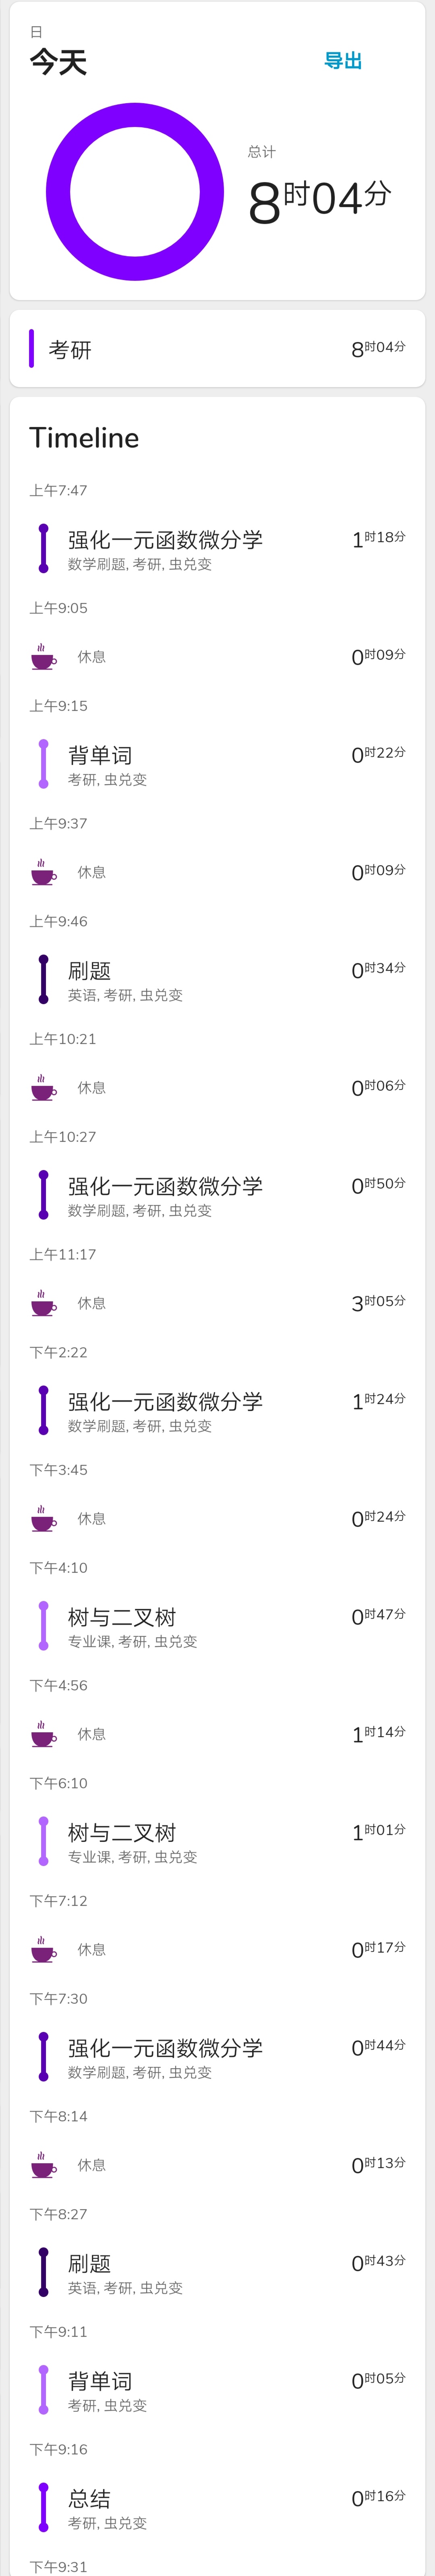 日
今天
导出
总计
8时04分
考研 8时04分
Timeline
上午7:47
强化一元函数微分学 1时18分
数学刷题, 考研, 虫兑变
上午9:05
休息 0时09分
上午9:15
背单词 0时22分
考研, 虫兑变
上午9:37
休息 0时09分
上午9:46
刷题 0时34分
英语, 考研, 虫兑变
上午10:21
休息 0时06分
上午10:27
强化一元函数微分学 0时50分
数学刷题, 考研, 虫兑变
上午11:17
休息 3时05分
下午2:22
强化一元函数微分学 1时24分
数学刷题, 考研, 虫兑变
下午3:45
休息 0时24分
下午4:10
树与二叉树 0时47分
专业课, 考研, 虫兑变
下午4:56
休息 1时14分
下午6:10
树与二叉树 1时01分
专业课, 考研, 虫兑变
下午7:12
休息 0时17分
下午7:30
强化一元函数微分学 0时44分
数学刷题, 考研, 虫兑变
下午8:14
休息 0时13分
下午8:27
刷题 0时43分
英语, 考研, 虫兑变
下午9:11
背单词 0时05分
考研, 虫兑变
下午9:16
总结 0时16分
考研, 虫兑变
下午9:31